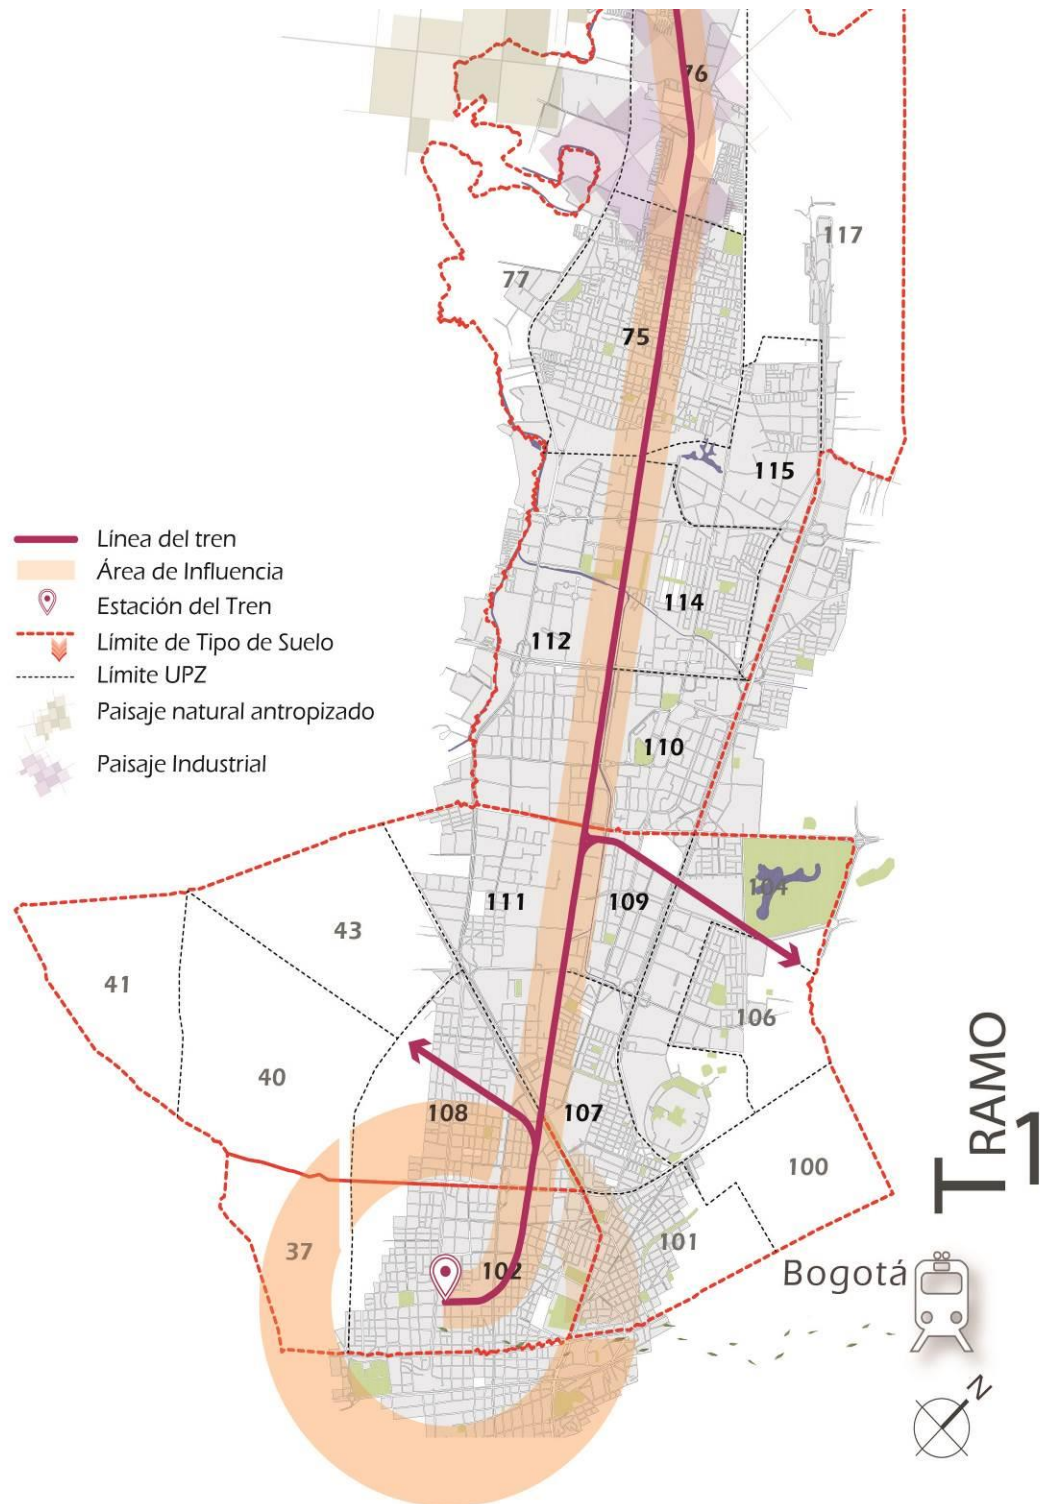 76
117
77
75
115
Línea del tren
Área de Influencia
Estación del Tren
Límite de Tipo de Suelo
Límite UPZ
Paisaje natural antropizado
Paisaje Industrial
114
112
110
104
111
109
43
41
106
40
108
107
100
37
101
102
TRAMO
1
Bogotá
N